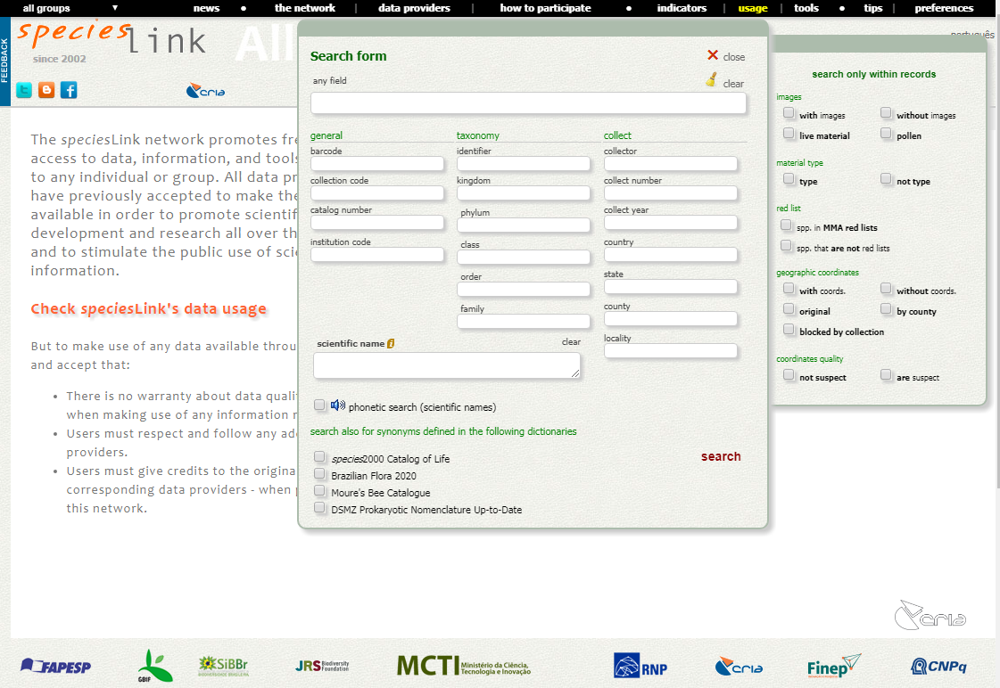 all groups ▼ news • the network | data providers | how to participate • indicators | usage | tools • tips | preferences
FEEDBACK
species link
since 2002
All
português
cria
The speciesLink network promotes fre
access to data, information, and tools
to any individual or group. All data pr
have previously accepted to make the
available in order to promote scientif
development and research all over th
and to stimulate the public use of scie
information.
Check speciesLink's data usage
But to make use of any data available throu
and accept that:
• There is no warranty about data quali
when making use of any information r
• Users must respect and follow any add
providers.
• Users must give credits to the origina
corresponding data providers - when p
this network.
Search form
close
any field
clear
general
barcode
collection code
catalog number
institution code
taxonomy
identifier
kingdom
phylum
class
order
family
collect
collector
collect number
collect year
country
state
county
locality
scientific name i
clear
phonetic search (scientific names)
search also for synonyms defined in the following dictionaries
species2000 Catalog of Life
Brazilian Flora 2020
Moure's Bee Catalogue
DSMZ Prokaryotic Nomenclature Up-to-Date
search
search only within records
images
with images without images
live material pollen
material type
type not type
red list
spp. in MMA red lists
spp. that are not red lists
geographic coordinates
with coords. without coords.
original by county
blocked by collection
coordinates quality
not suspect are suspect
cria
FAPESP
GBIF
SiBBr
JRS Biodiversity
Foundation
MCTI Ministério da Ciência,
Tecnologia e Inovação
RNP
cria
Finep
CNPq